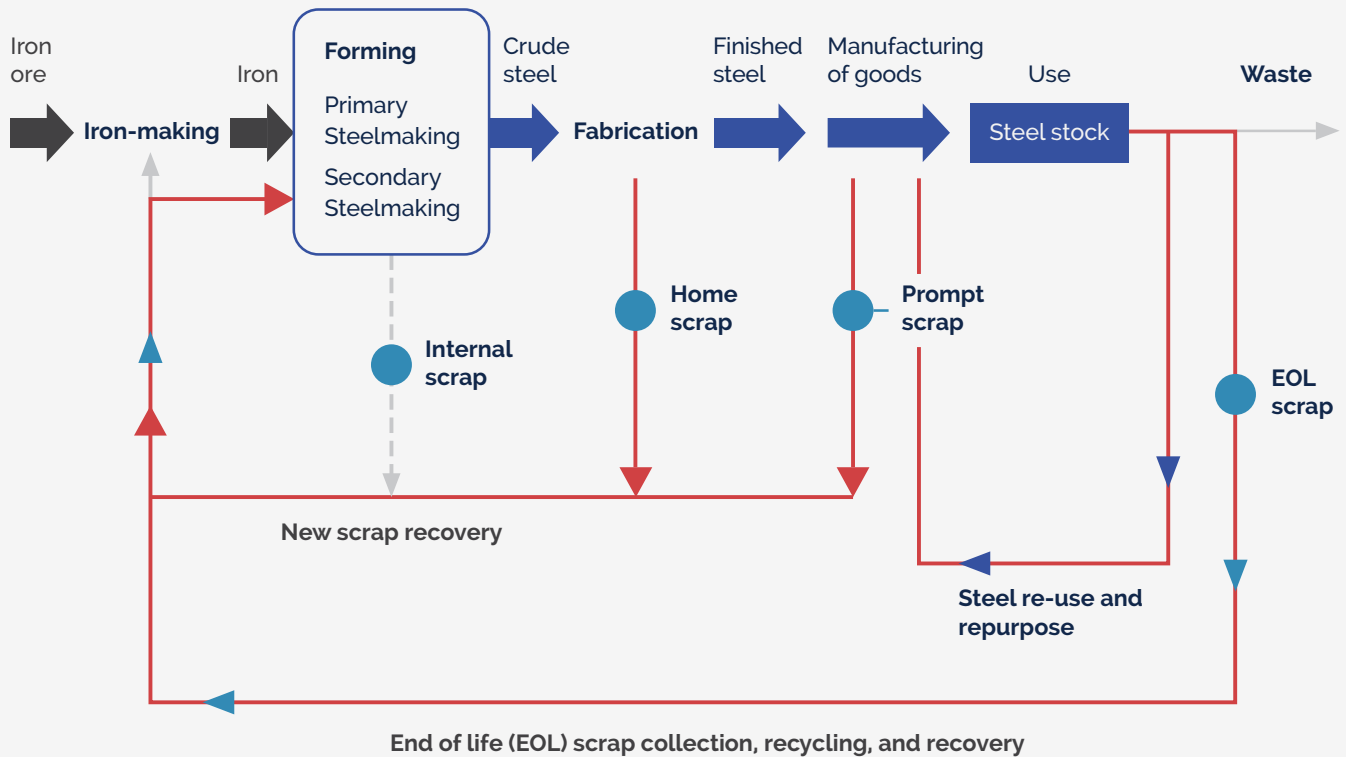 Iron
ore
Iron-making
Iron
Forming
Primary
Steelmaking
Secondary
Steelmaking
Crude
steel
Fabrication
Finished
steel
Manufacturing
of goods
Use
Steel stock
Waste
Internal
scrap
Home
scrap
Prompt
scrap
EOL
scrap
New scrap recovery
Steel re-use and
repurpose
End of life (EOL) scrap collection, recycling, and recovery